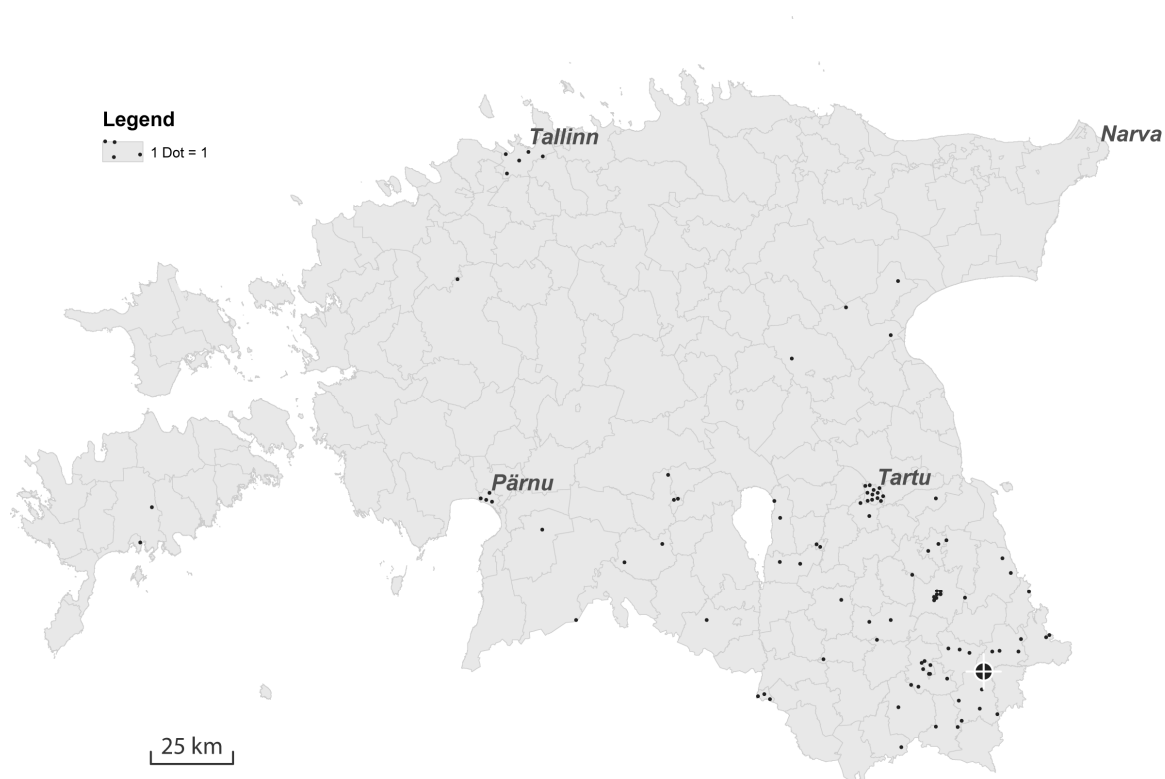 Legend
1 Dot = 1
Tallinn
Narva
Pärnu
Tartu
25 km